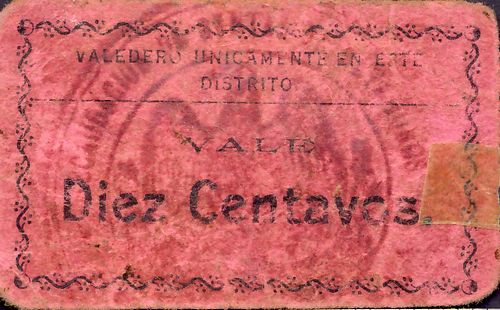 VALEDERO UNICAMENTE EN ESTE
DISTRITO
VALE
Diez Centavos.